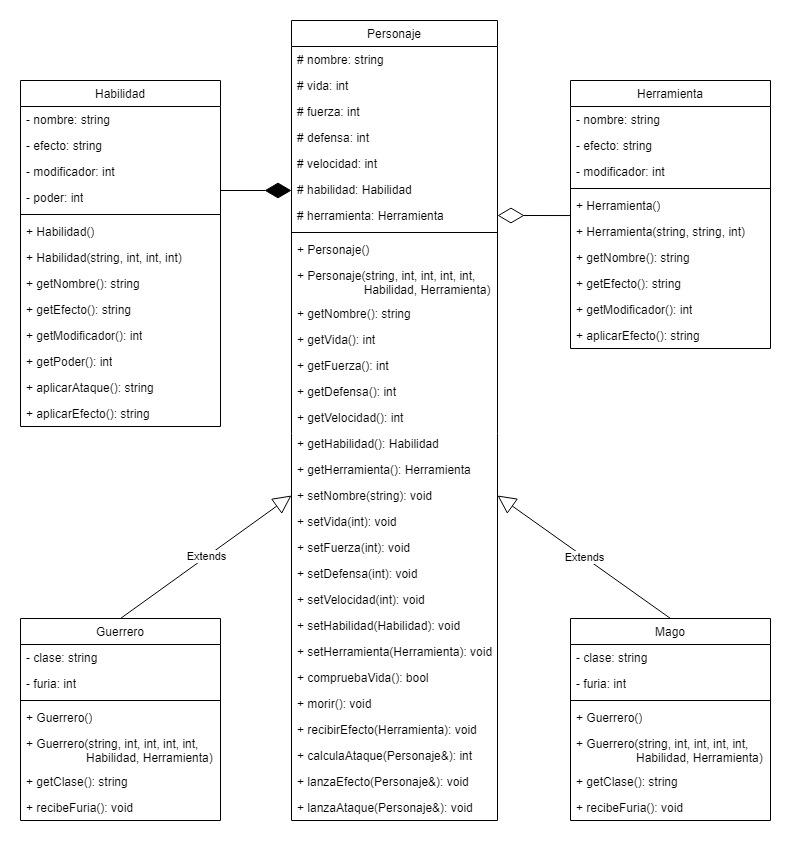 Habilidad
- nombre: string
- efecto: string
- modificador: int
- poder: int
+ Habilidad()
+ Habilidad(string, int, int, int)
+ getNombre(): string
+ getEfecto(): string
+ getModificador(): int
+ getPoder(): int
+ aplicarAtaque(): string
+ aplicarEfecto(): string
Personaje
# nombre: string
# vida: int
# fuerza: int
# defensa: int
# velocidad: int
# habilidad: Habilidad
# herramienta: Herramienta
+ Personaje()
+ Personaje(string, int, int, int, int,
Habilidad, Herramienta)
+ getNombre(): string
+ getVida(): int
+ getFuerza(): int
+ getDefensa(): int
+ getVelocidad(): int
+ getHabilidad(): Habilidad
+ getHerramienta(): Herramienta
+ setNombre(string): void
+ setVida(int): void
+ setFuerza(int): void
+ setDefensa(int): void
+ setVelocidad(int): void
+ setHabilidad(Habilidad): void
+ setHerramienta(Herramienta): void
+ compruebaVida(): bool
+ morir(): void
+ recibirEfecto(Herramienta): void
+ calculaAtaque(Personaje&): int
+ lanzaEfecto(Personaje&): void
+ lanzaAtaque(Personaje&): void
Herramienta
- nombre: string
- efecto: string
- modificador: int
+ Herramienta()
+ Herramienta(string, string, int)
+ getNombre(): string
+ getEfecto(): string
+ getModificador(): int
+ aplicarEfecto(): string
Extends
Extends
Guerrero
- clase: string
- furia: int
+ Guerrero()
+ Guerrero(string, int, int, int, int,
Habilidad, Herramienta)
+ getClase(): string
+ recibeFuria(): void
Mago
- clase: string
- furia: int
+ Guerrero()
+ Guerrero(string, int, int, int, int,
Habilidad, Herramienta)
+ getClase(): string
+ recibeFuria(): void